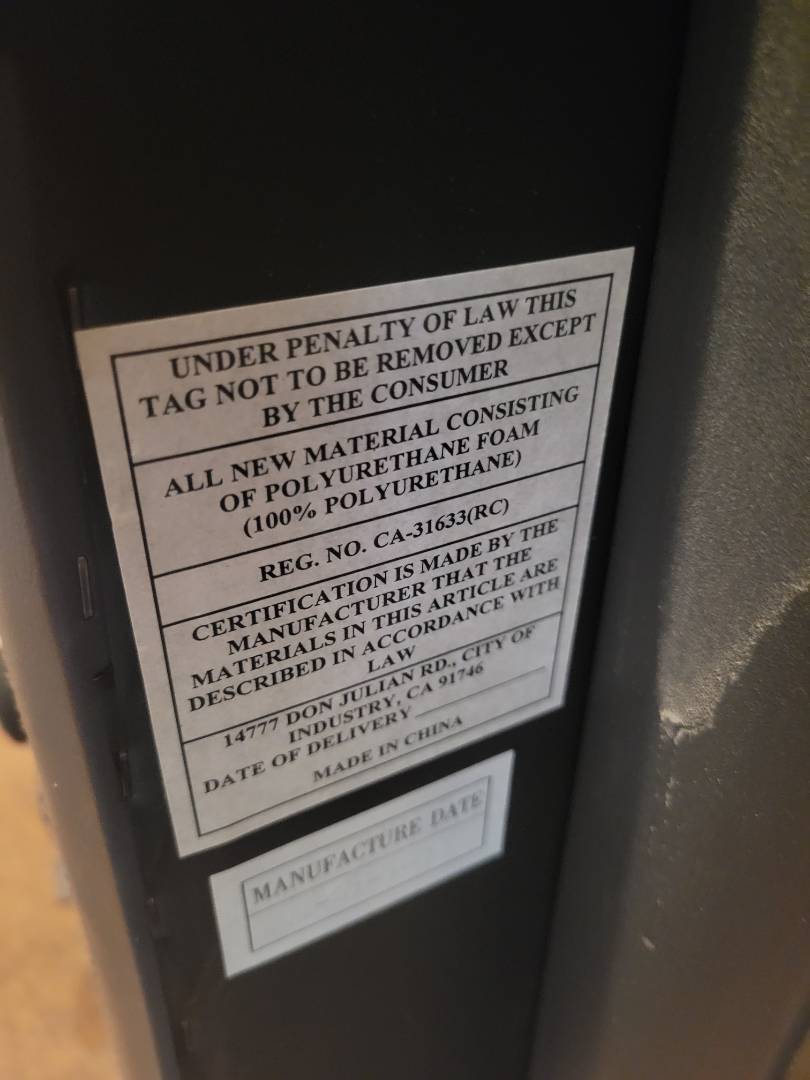 UNDER PENALTY OF LAW THIS
TAG NOT TO BE REMOVED EXCEPT
BY THE CONSUMER
ALL NEW MATERIAL CONSISTING
OF POLYURETHANE FOAM
(100% POLYURETHANE)
REG. NO. CA-31633(RC)
CERTIFICATION IS MADE BY THE
MANUFACTURER THAT THE
MATERIALS IN THIS ARTICLE ARE
DESCRIBED IN ACCORDANCE WITH
LAW
14777 DON JULIAN RD., CITY OF
INDUSTRY, CA 91746
DATE OF DELIVERY
MADE IN CHINA
MANUFACTURE DATE